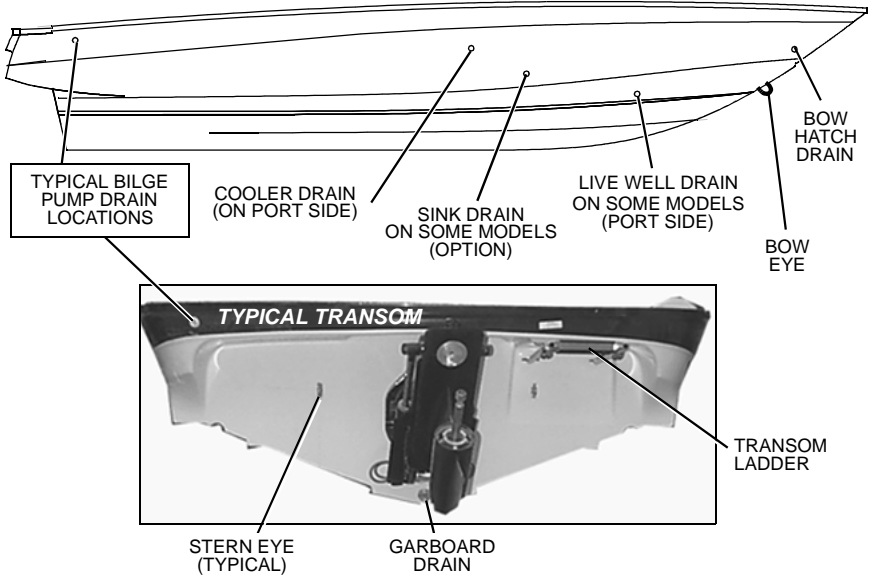 BOW
HATCH
DRAIN
TYPICAL BILGE
PUMP DRAIN
LOCATIONS
COOLER DRAIN
(ON PORT SIDE)
SINK DRAIN
ON SOME MODELS
(OPTION)
LIVE WELL DRAIN
ON SOME MODELS
(PORT SIDE)
BOW
EYE
TYPICAL TRANSOM
TRANSOM
LADDER
STERN EYE
(TYPICAL)
GARBOARD
DRAIN